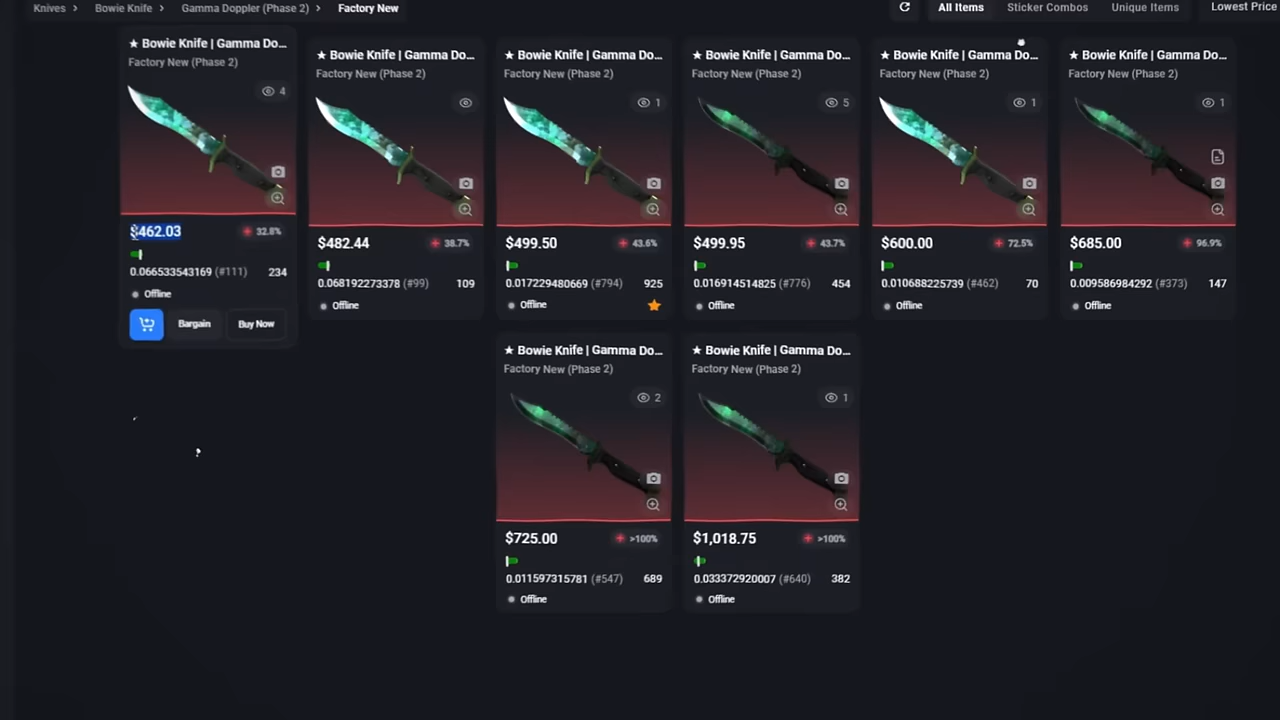 Knives > Bowie Knife > Gamma Doppler (Phase 2) > Factory New
All Items Sticker Combos Unique Items Lowest Price
★ Bowie Knife | Gamma Do...
Factory New (Phase 2)
4
$462.03 + 32.8%
0.066533543169 (#111) 234
Offline
Bargain Buy Now
★ Bowie Knife | Gamma Do...
Factory New (Phase 2)
$482.44 + 38.7%
0.068192273378 (#99) 109
Offline
★ Bowie Knife | Gamma Do...
Factory New (Phase 2)
1
$499.50 + 43.6%
0.017229480669 (#794) 925
Offline
★ Bowie Knife | Gamma Do...
Factory New (Phase 2)
5
$499.95 + 43.7%
0.016914514825 (#776) 454
Offline
★ Bowie Knife | Gamma Do...
Factory New (Phase 2)
1
$600.00 + 72.5%
0.010688225739 (#462) 70
Offline
★ Bowie Knife | Gamma Do...
Factory New (Phase 2)
1
$685.00 + 96.9%
0.009586984292 (#373) 147
Offline
★ Bowie Knife | Gamma Do...
Factory New (Phase 2)
2
$725.00 + >100%
0.011597315781 (#547) 689
Offline
★ Bowie Knife | Gamma Do...
Factory New (Phase 2)
1
$1,018.75 + >100%
0.033372920007 (#640) 382
Offline